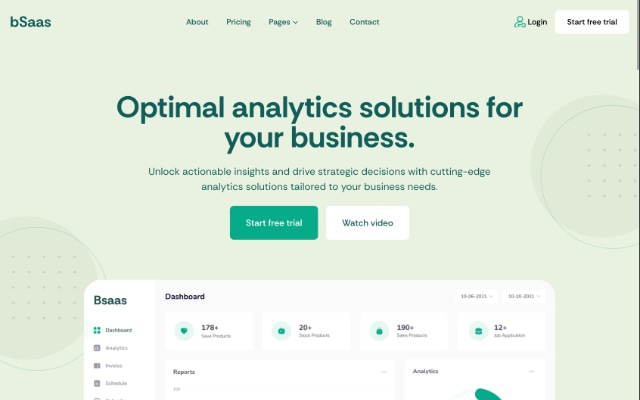 bSaas
About
Pricing
Pages
Blog
Contact
Login
Start free trial
Optimal analytics solutions for
your business.
Unlock actionable insights and drive strategic decisions with cutting-edge
analytics solutions tailored to your business needs.
Start free trial
Watch video
Bsaas
Dashboard
10-06-2021
10-10-2021
178+
Save Products
20+
Stock Products
190+
Sales Products
12+
Job Application
Dashboard
Analytics
Invoice
Schedule
Reports
Analytics